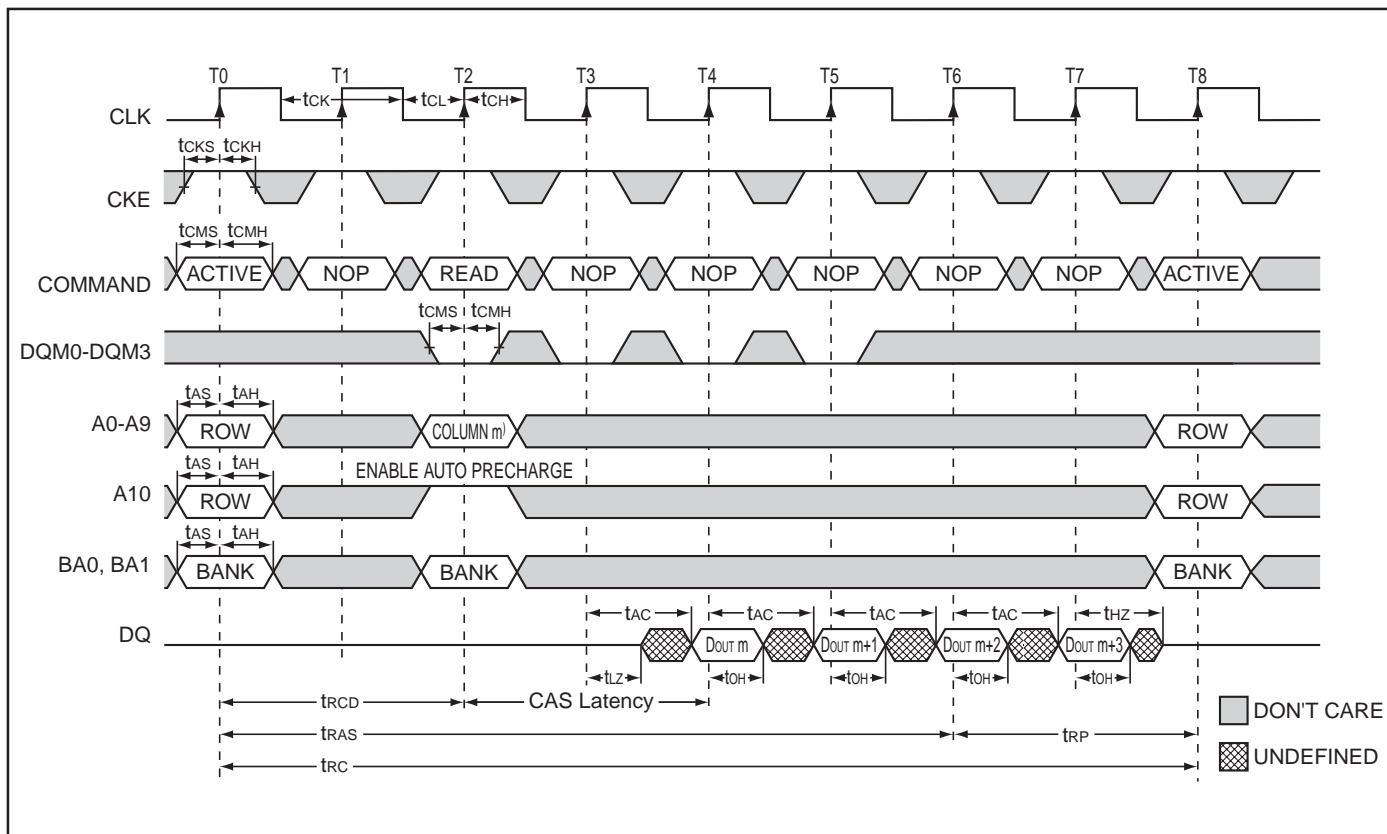 T0 T1 T2 T3 T4 T5 T6 T7 T8
tCK tCL tCH
CLK
tCKS tCKH
CKE
tCMS tCMH
COMMAND ACTIVE NOP READ NOP NOP NOP NOP NOP ACTIVE
tCMS tCMH
DQM0-DQM3
tAS tAH
A0-A9 ROW COLUMN m) ROW
tAS tAH ENABLE AUTO PRECHARGE
A10 ROW ROW
tAS tAH
BA0, BA1 BANK BANK BANK
tAC tAC tAC tAC tHZ
DQ DOUT m DOUT m+1 DOUT m+2 DOUT m+3
tLZ tOH tOH tOH tOH
tRCD CAS Latency
DON'T CARE
tRAS tRP
UNDEFINED
tRC